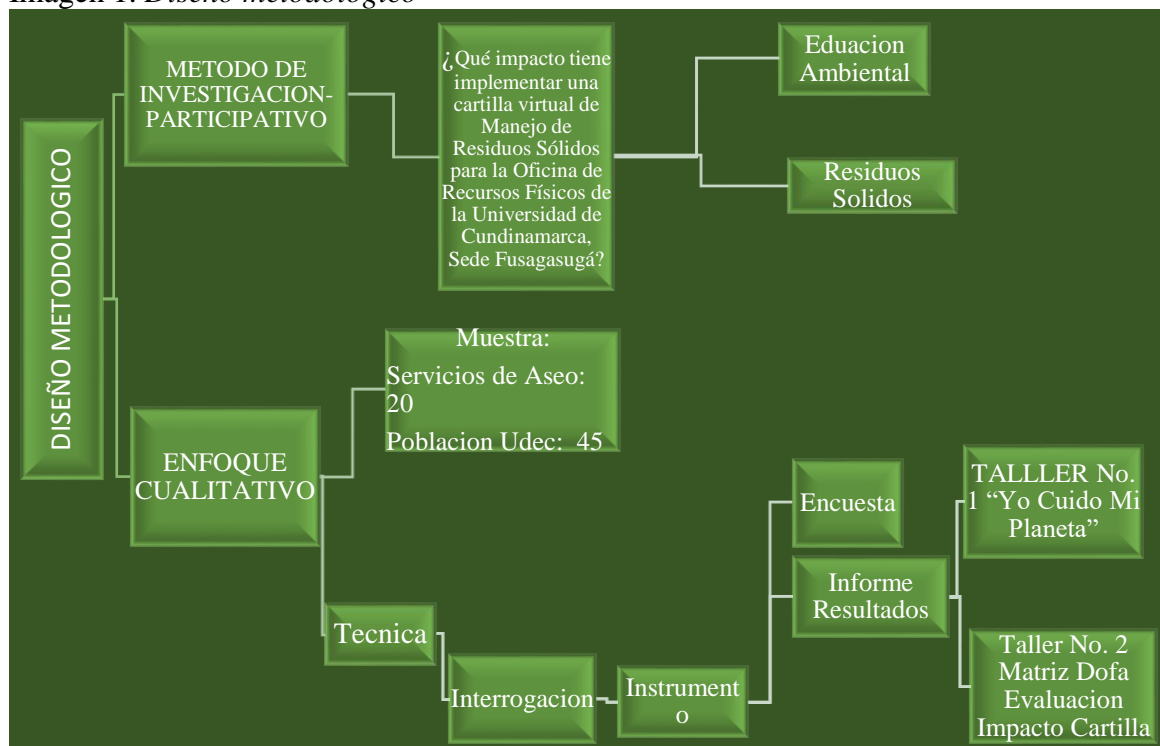 Imagen 1. Diseño metodológico
DISEÑO METODOLOGICO
METODO DE
INVESTIGACION-
PARTICIPATIVO
¿Qué impacto tiene
implementar una
cartilla virtual de
Manejo de
Residuos Sólidos
para la Oficina de
Recursos Físicos de
la Universidad de
Cundinamarca,
Sede Fusagasugá?
Eduacion
Ambiental
Residuos
Solidos
ENFOQUE
CUALITATIVO
Muestra:
Servicios de Aseo:
20
Poblacion Udec: 45
Tecnica
Interrogacion
Instrument
o
Encuesta
Informe
Resultados
TALLLER No.
1 “Yo Cuido Mi
Planeta”
Taller No. 2
Matriz Dofa
Evaluacion
Impacto Cartilla